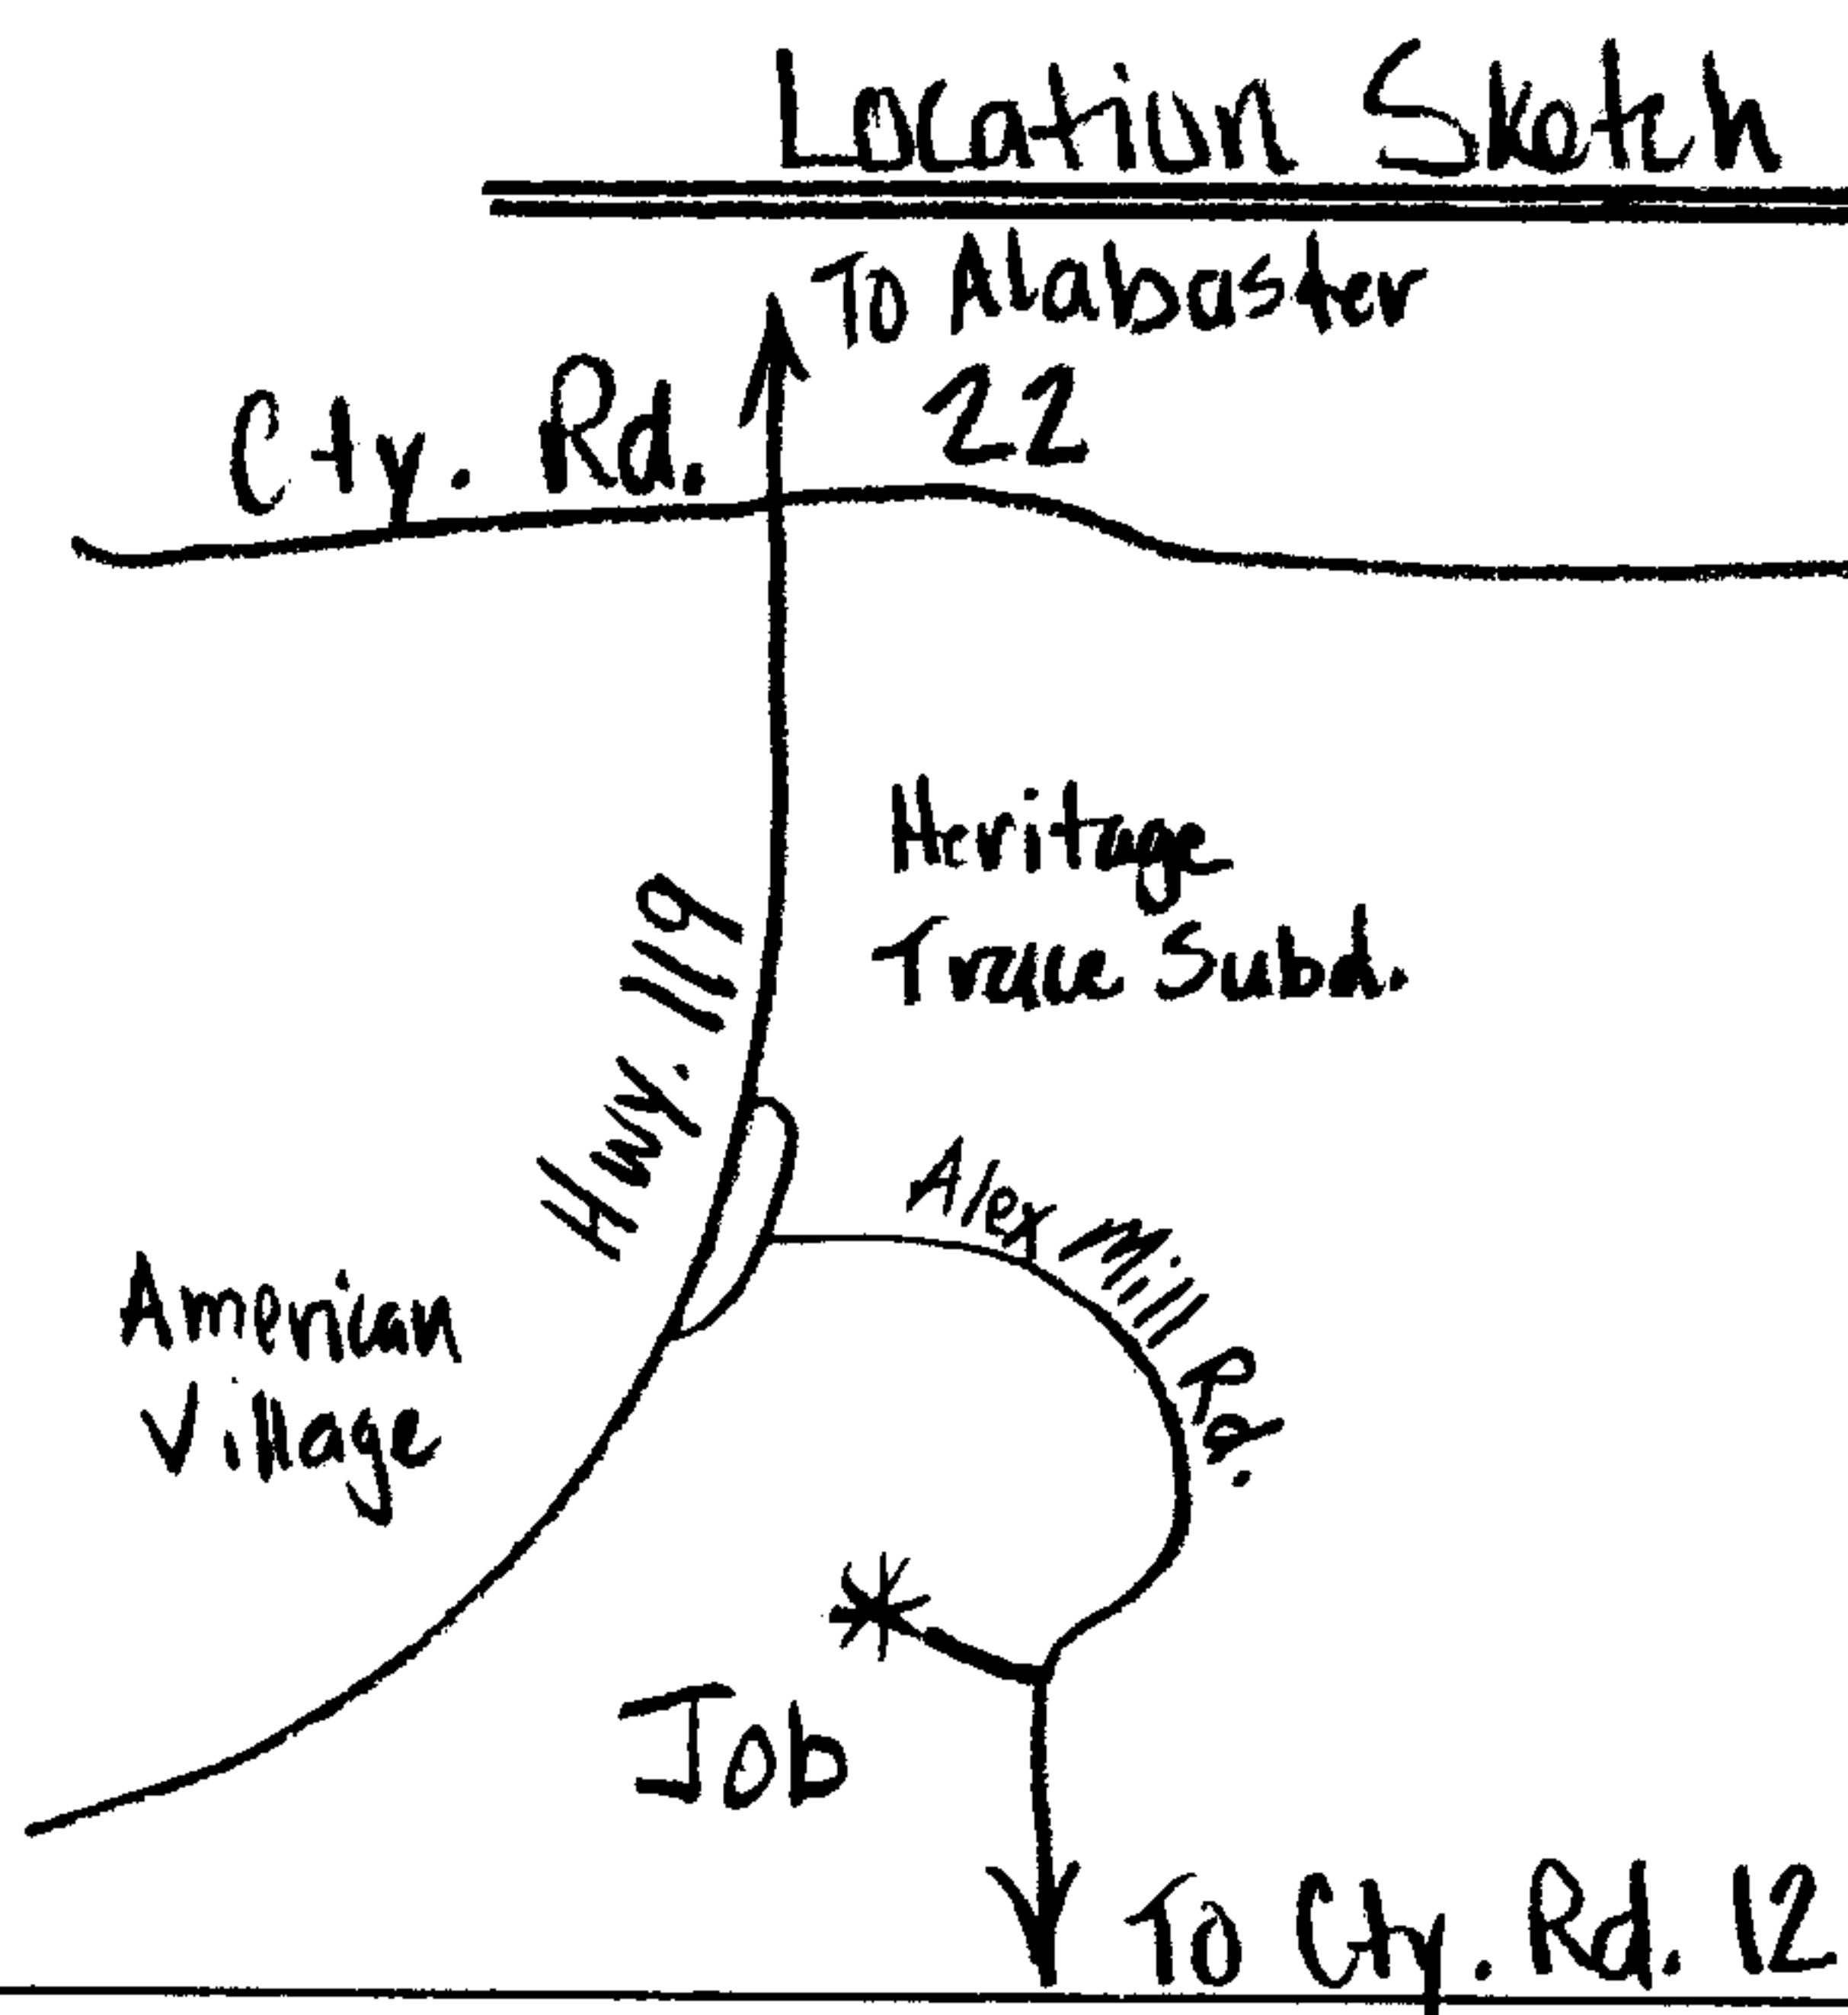 Location Sketch
To Alabaster
Cty. Rd. 22
Heritage
Trace Subd.
Hwy. 119
Alex Mill Rd.
American
Village
Job
To Cty. Rd. 12